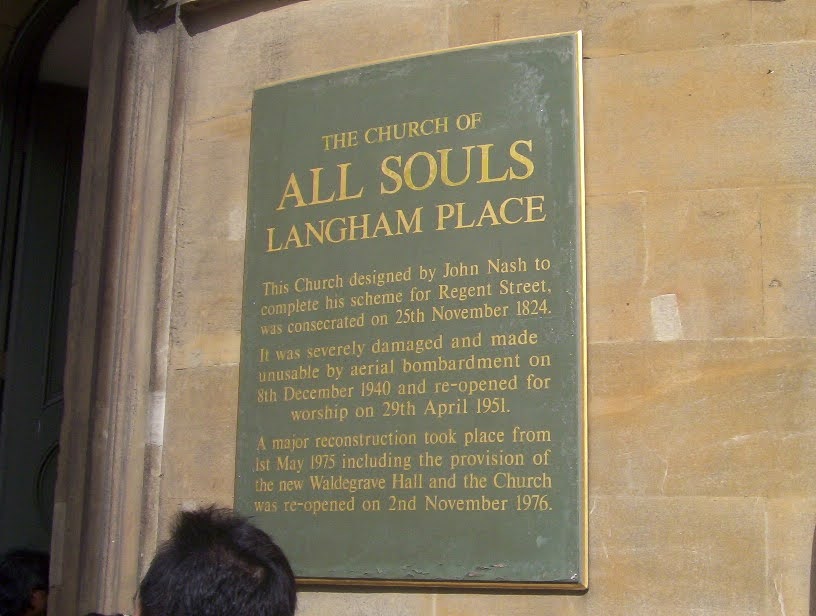 THE CHURCH OF
ALL SOULS
LANGHAM PLACE
This Church designed by John Nash to
complete his scheme for Regent Street,
was consecrated on 25th November 1824.
It was severely damaged and made
unusable by aerial bombardment on
8th December 1940 and re-opened for
worship on 29th April 1951.
A major reconstruction took place from
1st May 1975 including the provision of
the new Waldegrave Hall and the Church
was re-opened on 2nd November 1976.